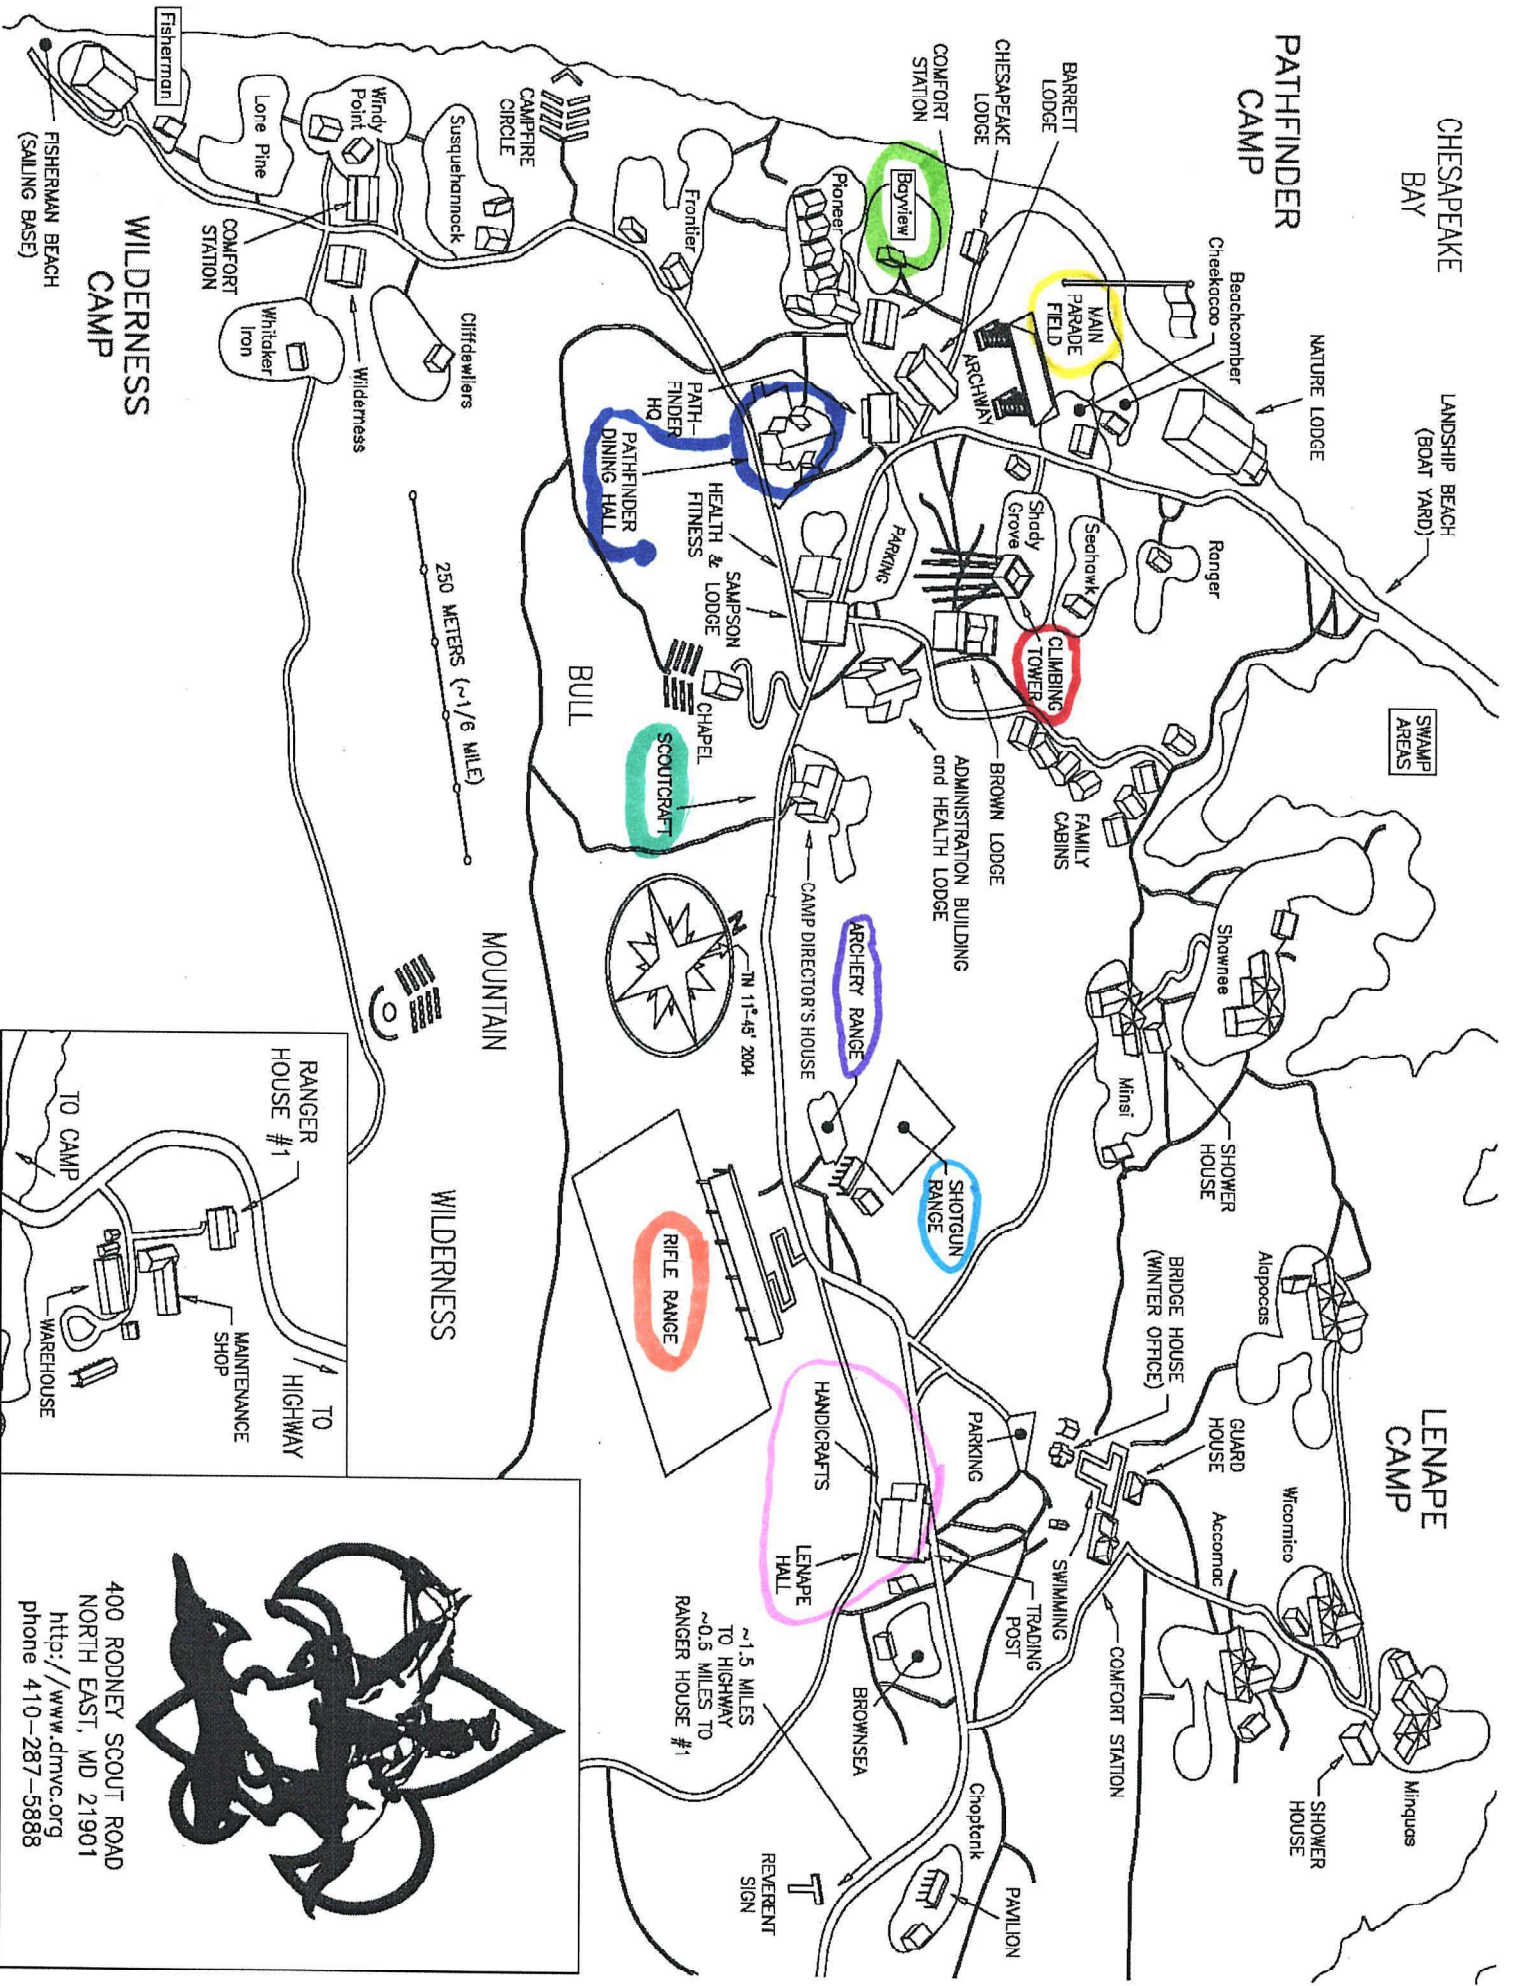 CHESAPEAKE
BAY
PATHFINDER
CAMP
LENAPE
CAMP
WILDERNESS
CAMP
LANDSHIP BEACH
(BOAT YARD)
SWAMP
AREAS
NATURE LODGE
Beachcomber
Cheekacoo
BARRETT
LODGE
CHESAPEAKE
LODGE
COMFORT
STATION
MAIN
PARADE
FIELD
ARCHWAY
Bayview
Pioneer
Ranger
Seahawk
Shady
Grove
CLIMBING
TOWER
PARKING
FAMILY
CABINS
BROWN LODGE
ADMINISTRATION BUILDING
and HEALTH LODGE
PATH-
FINDER
HQ
PATHFINDER
DINING HALL
HEALTH &
FITNESS
SAMPSON
LODGE
CHAPEL
SCOUTCRAFT
CAMP DIRECTOR'S HOUSE
Frontier
CAMPFIRE
CIRCLE
Susquehannock
Windy
Point
Lone Pine
Fisherman
FISHERMAN BEACH
(SAILING BASE)
COMFORT
STATION
Whitaker
Iron
Wilderness
Cliffdewllers
250 METERS (~1/6 MILE)
BULL
MOUNTAIN
WILDERNESS
N
TN 11°-45' 2004
ARCHERY RANGE
SHOTGUN
RANGE
RIFLE RANGE
Shawnee
Minsi
SHOWER
HOUSE
Alapocas
BRIDGE HOUSE
(WINTER OFFICE)
GUARD
HOUSE
Wicomico
Accomac
Minquas
SHOWER
HOUSE
PARKING
SWIMMING
COMFORT STATION
TRADING
POST
HANDICRAFTS
LENAPE
HALL
BROWNSEA
Choptank
PAVILION
REVERENT
SIGN
~1.5 MILES
TO HIGHWAY
~0.5 MILES TO
RANGER HOUSE #1
RANGER
HOUSE #1
TO CAMP
TO
HIGHWAY
MAINTENANCE
SHOP
WAREHOUSE
400 RODNEY SCOUT ROAD
NORTH EAST, MD 21901
http://www.dmvc.org
phone 410-287-5888